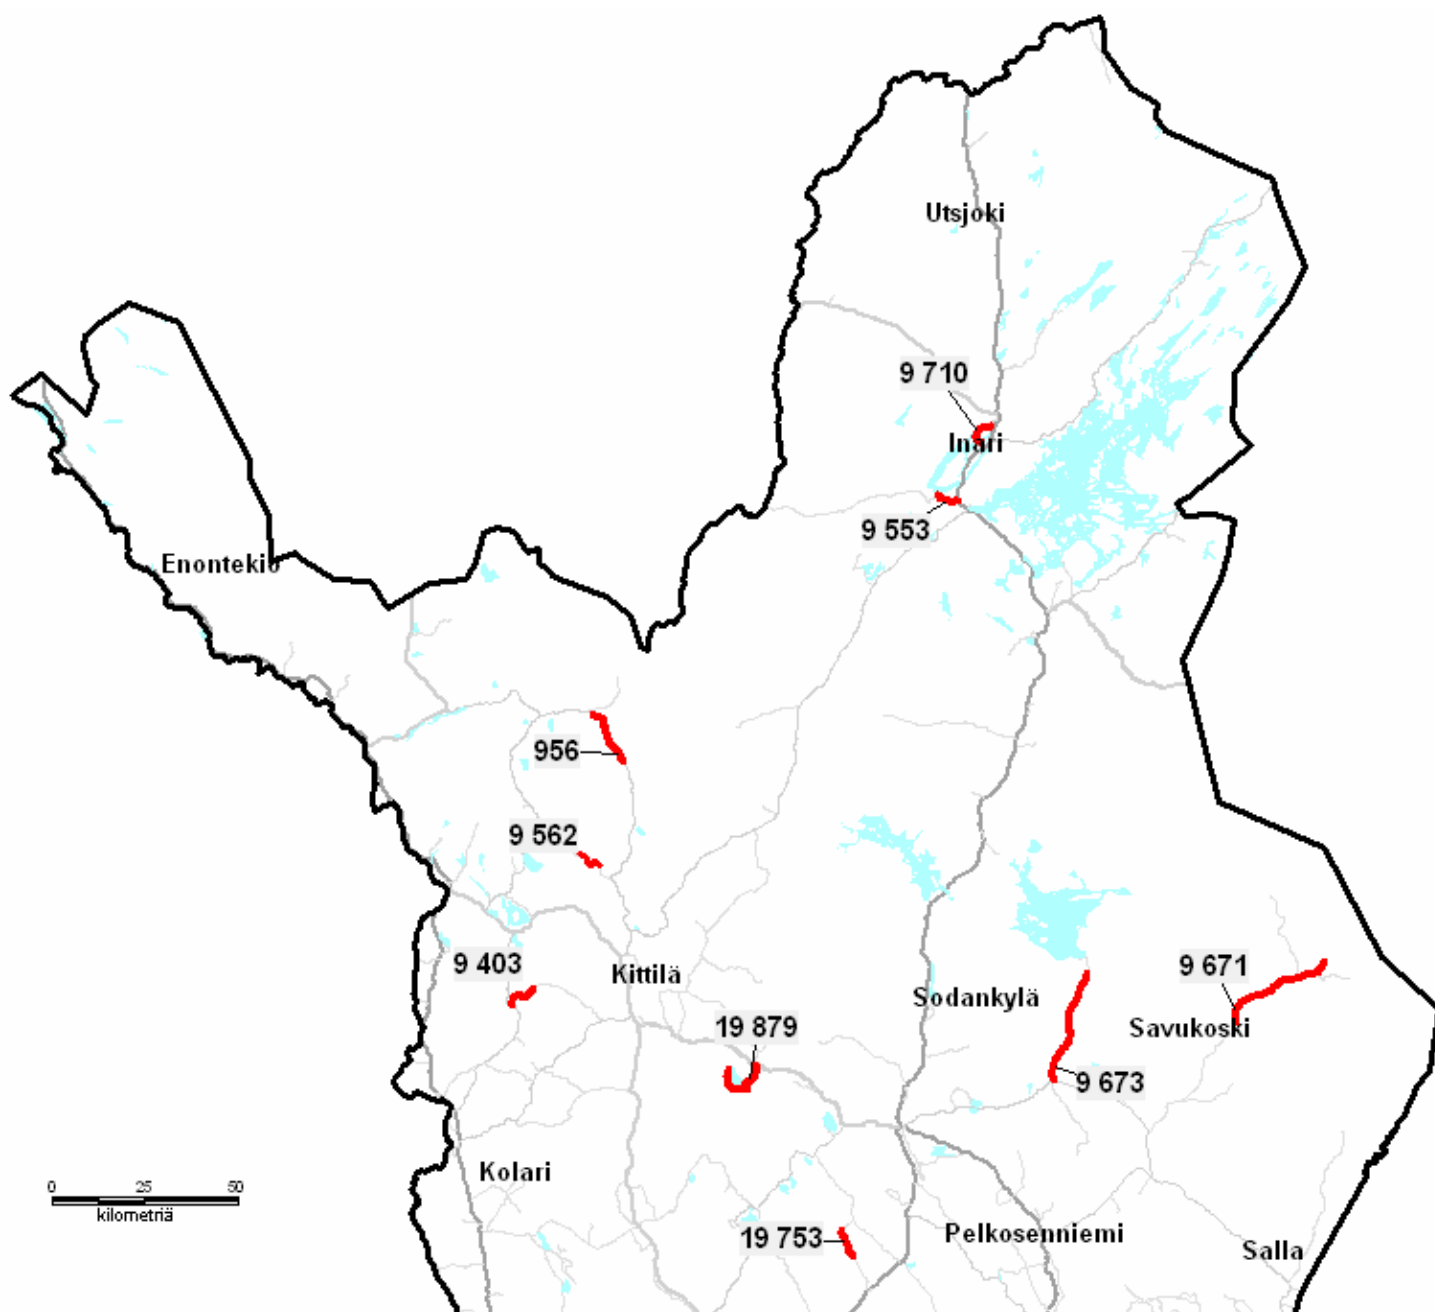 Utsjoki
9 710
Inari
9 553
Enontekiö
956
9 562
9 403
Kittilä
9 671
Sodankylä
19 879
Savukoski
9 673
Kolari
0 25 50
kilometriä
19 753
Pelkosenniemi
Salla